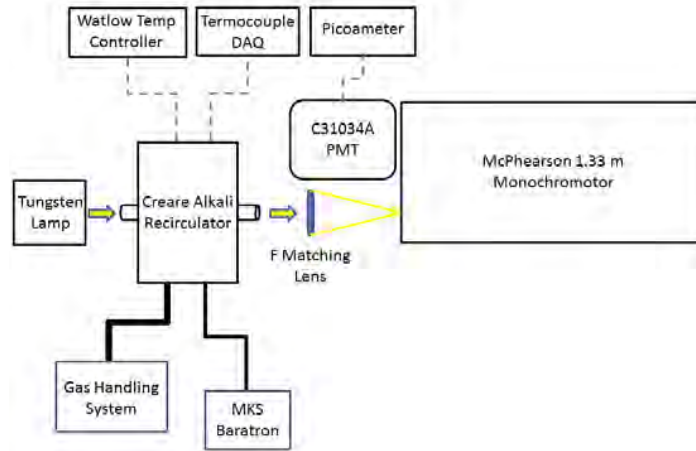 Watlow Temp
Controller
Termocouple
DAQ
Picoameter
C31034A
PMT
McPhearson 1.33 m
Monochromotor
Tungsten
Lamp
Creare Alkali
Recirculator
F Matching
Lens
Gas Handling
System
MKS
Baratron